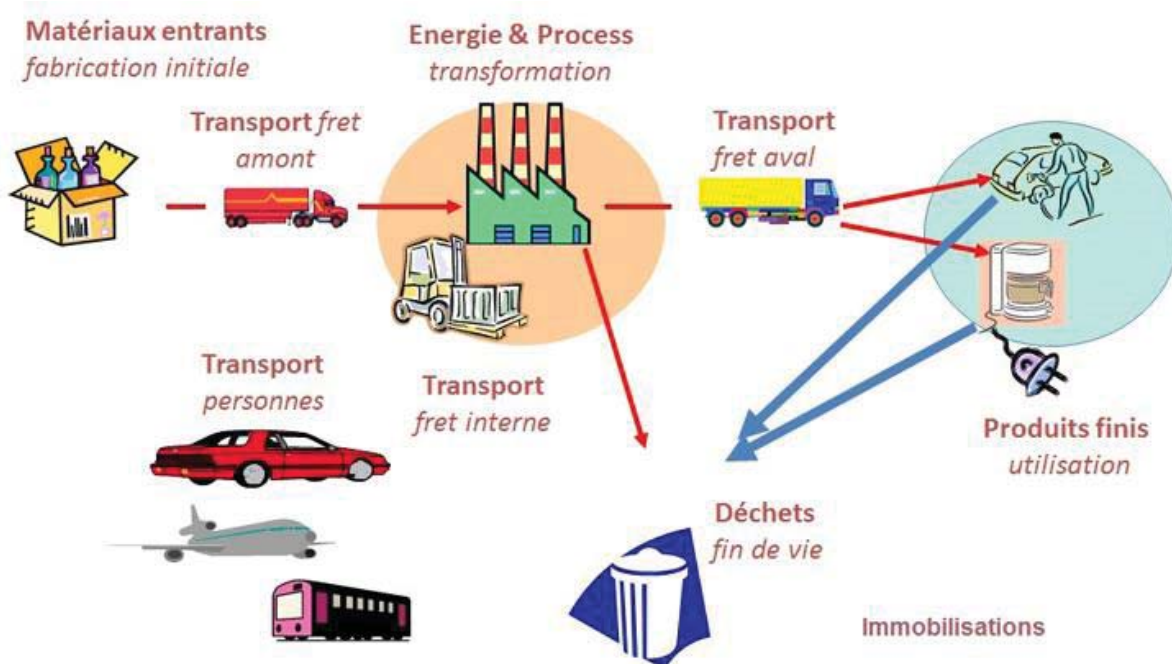 Matériaux entrants
fabrication initiale
Energie & Process
transformation
Transport fret
amont
Transport
fret aval
Transport
personnes
Transport
fret interne
Produits finis
utilisation
Déchets
fin de vie
Immobilisations